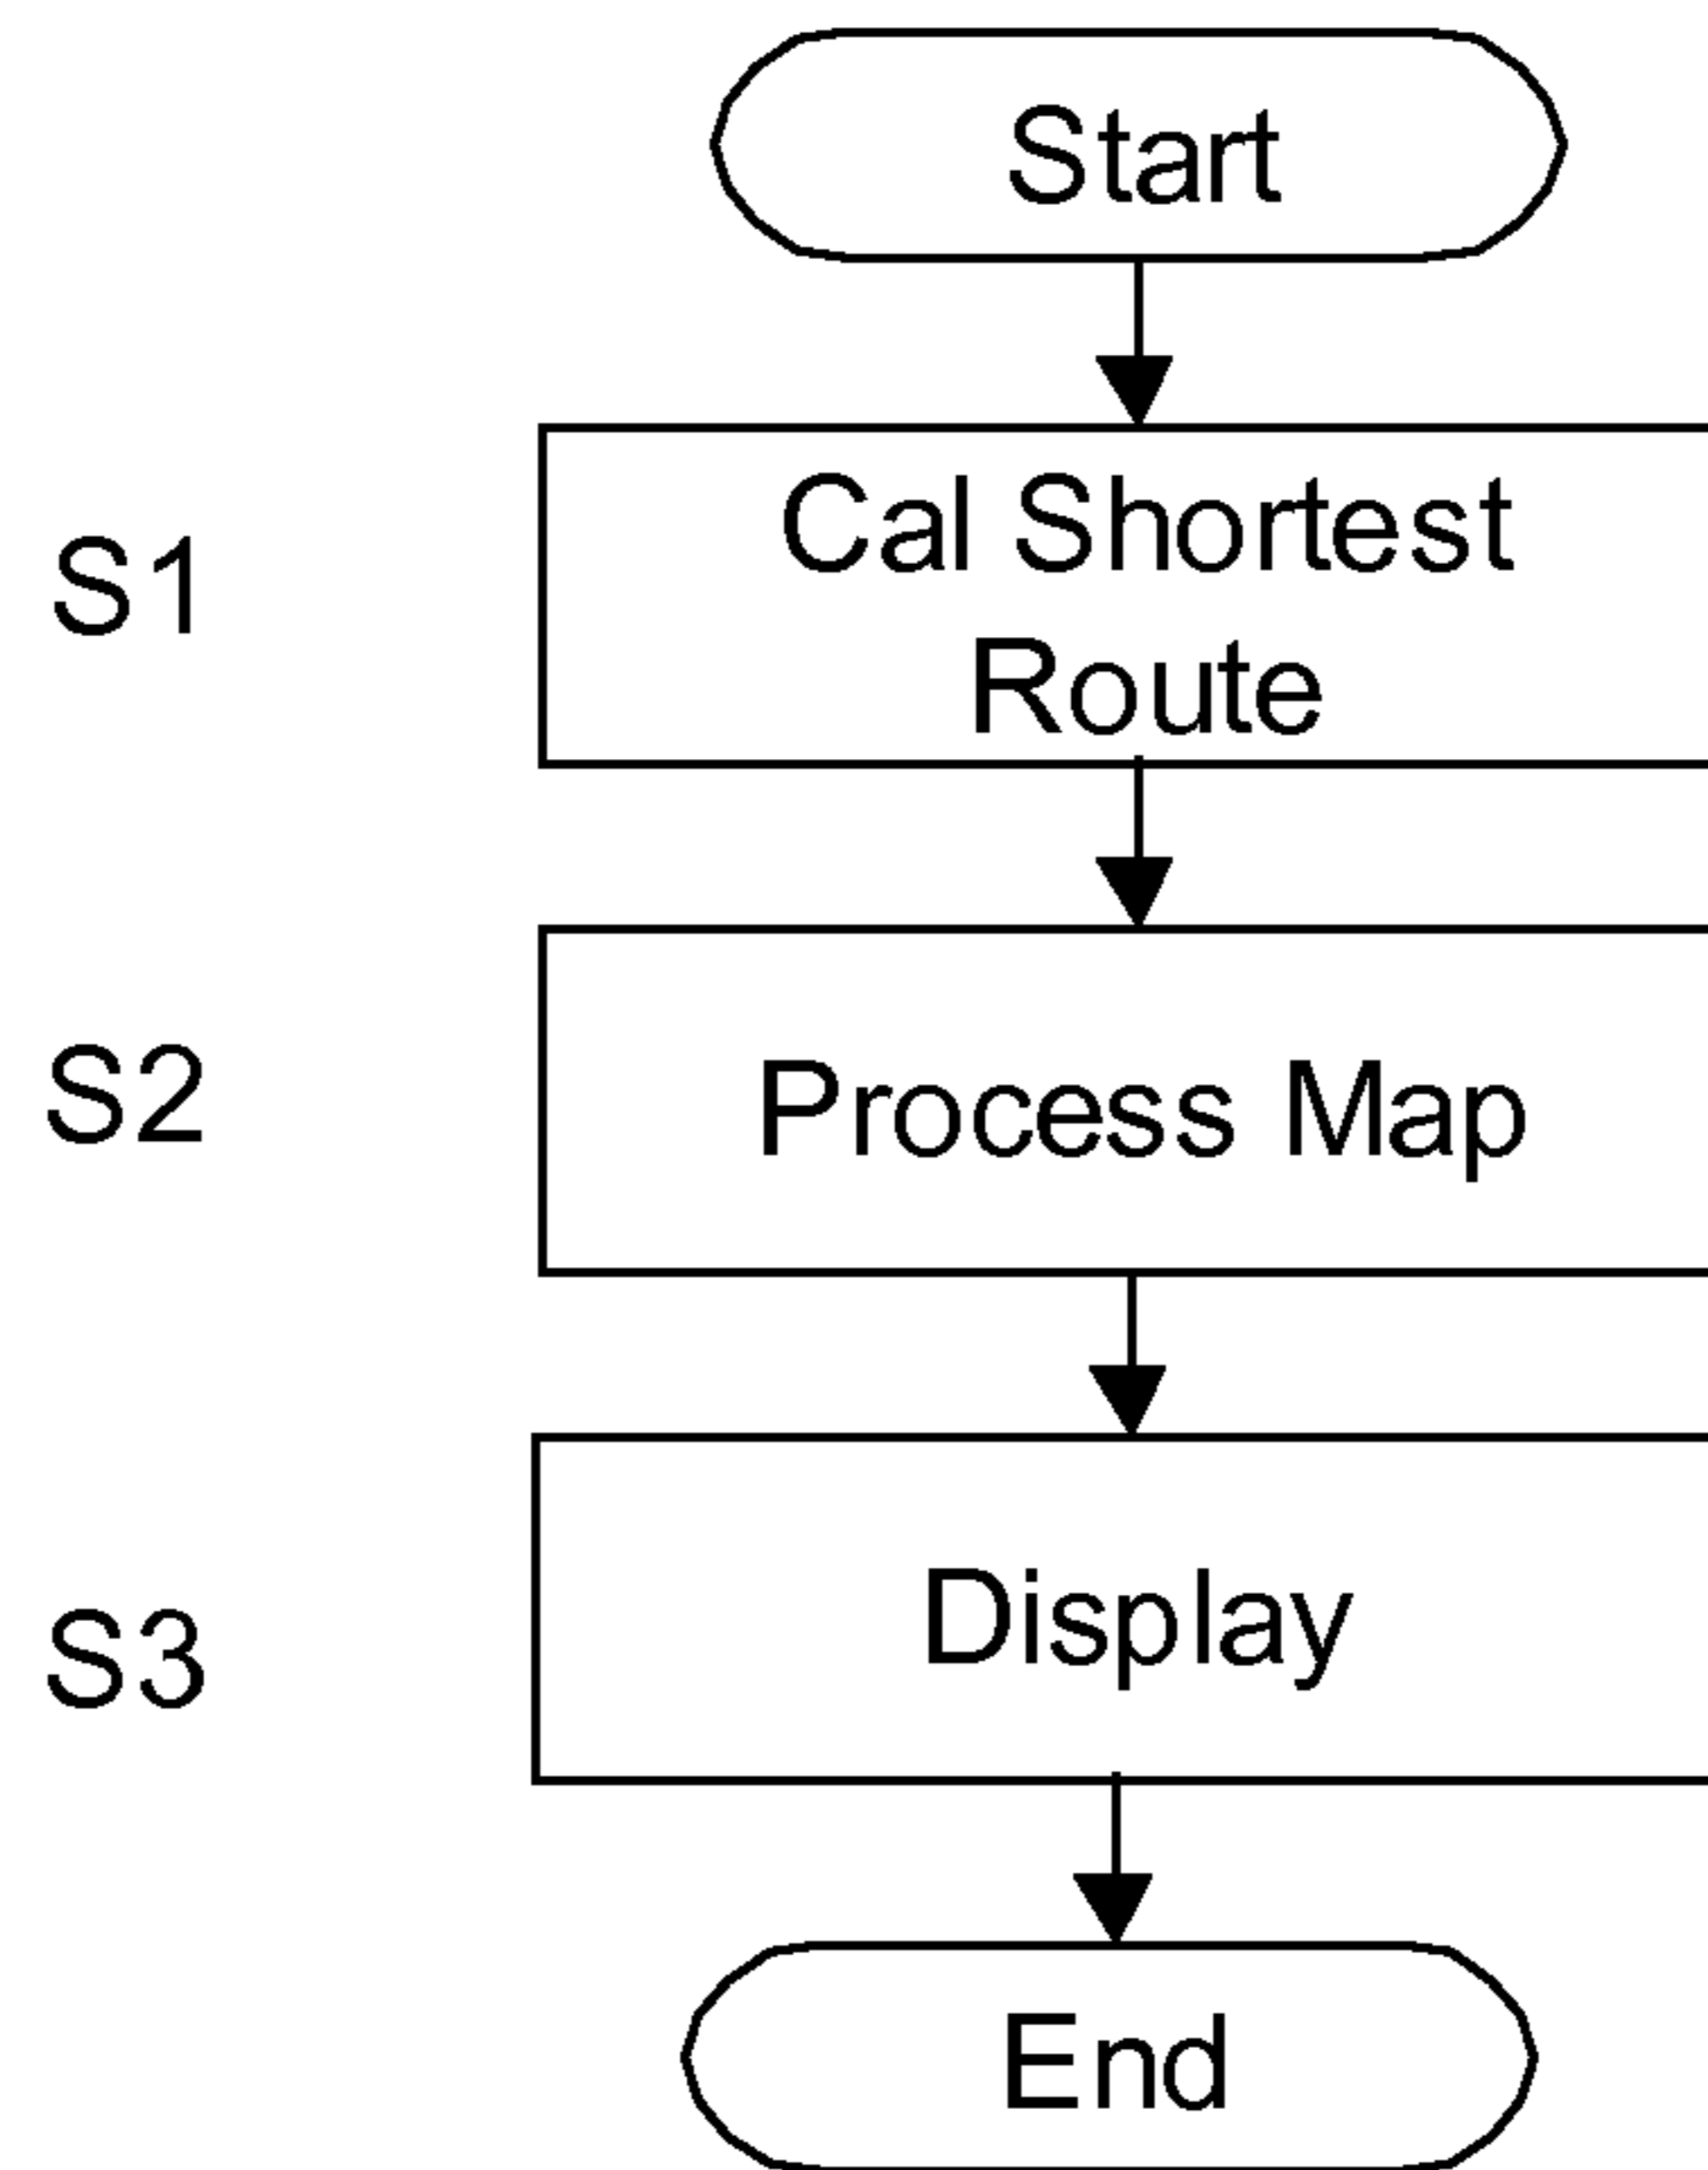 Start
S1
Cal Shortest
Route
S2
Process Map
S3
Display
End